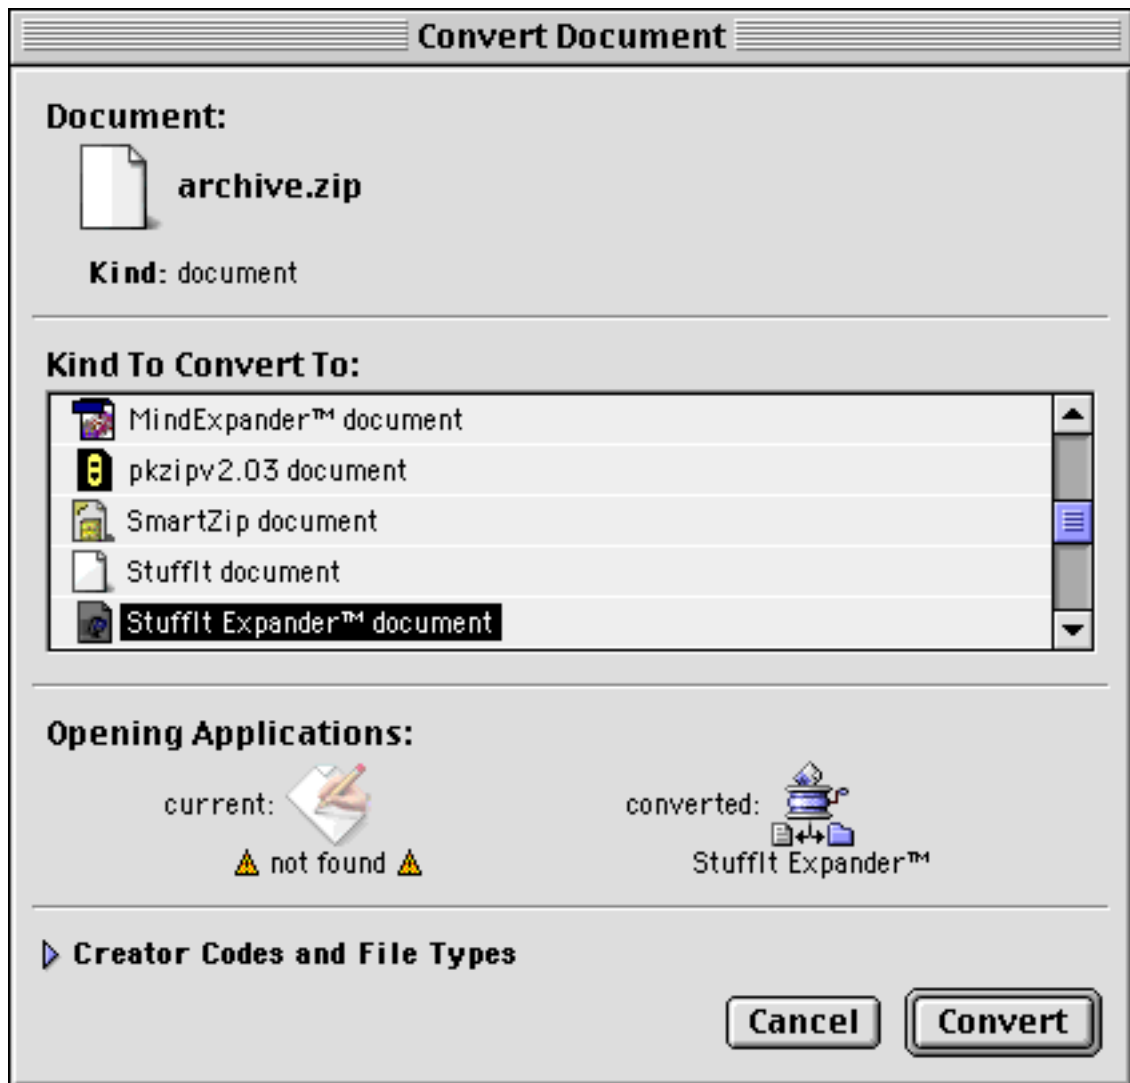 Convert Document
Document:
archive.zip
Kind: document
Kind To Convert To:
MindExpander™ document
pkzipv2.03 document
SmartZip document
StuffIt document
StuffIt Expander™ document
Opening Applications:
current:
converted:
not found
StuffIt Expander™
Creator Codes and File Types
Cancel
Convert